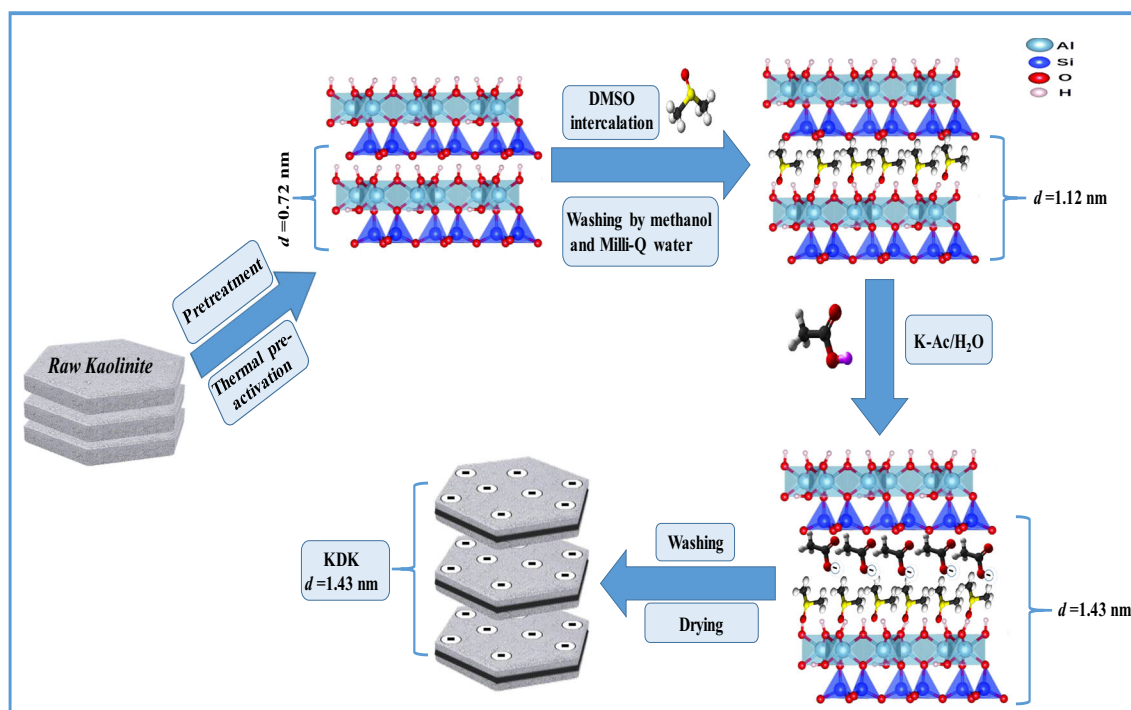 Al
Si
O
H
DMSO
intercalation
Washing by methanol
and Milli-Q water
d =0.72 nm
d =1.12 nm
Pretreatment
Thermal pre-
activation
Raw Kaolinite
K-Ac/H₂O
Washing
Drying
KDK
d =1.43 nm
d =1.43 nm